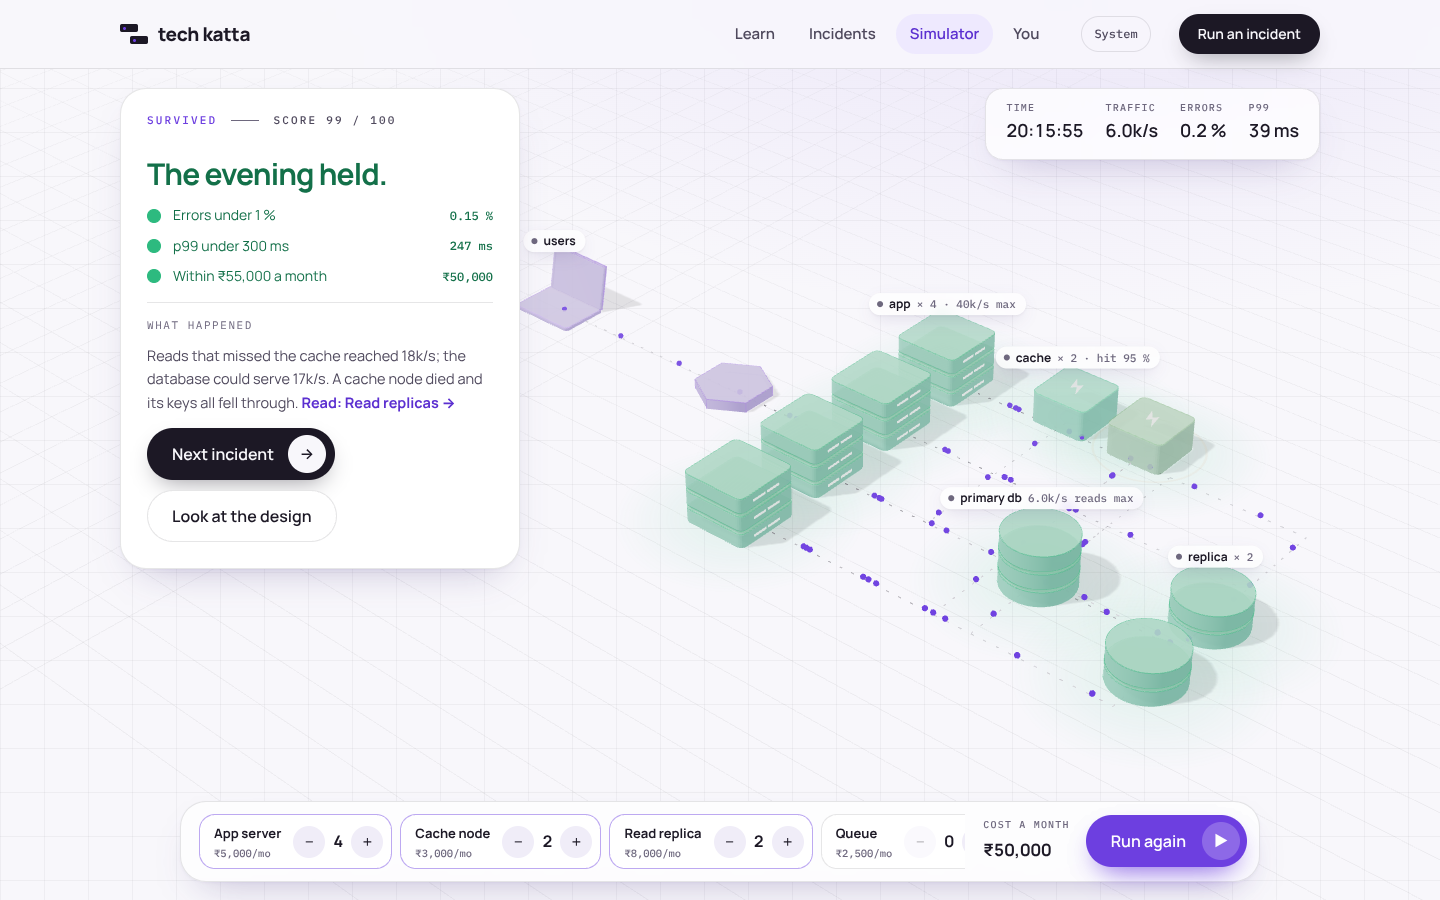 tech katta
Learn
Incidents
Simulator
You
System
Run an incident
SURVIVED
SCORE 99 / 100
The evening held.
Errors under 1 %
0.15 %
p99 under 300 ms
247 ms
Within ₹55,000 a month
₹50,000
WHAT HAPPENED
Reads that missed the cache reached 18k/s; the
database could serve 17k/s. A cache node died and
its keys all fell through. Read: Read replicas →
Next incident →
Look at the design
TIME
TRAFFIC
ERRORS
P99
20:15:55
6.0k/s
0.2 %
39 ms
users
app × 4 · 40k/s max
cache × 2 · hit 95 %
primary db 6.0k/s reads max
replica × 2
App server
₹5,000/mo
− 4 +
Cache node
₹3,000/mo
− 2 +
Read replica
₹8,000/mo
− 2 +
Queue
₹2,500/mo
− 0
COST A MONTH
₹50,000
Run again